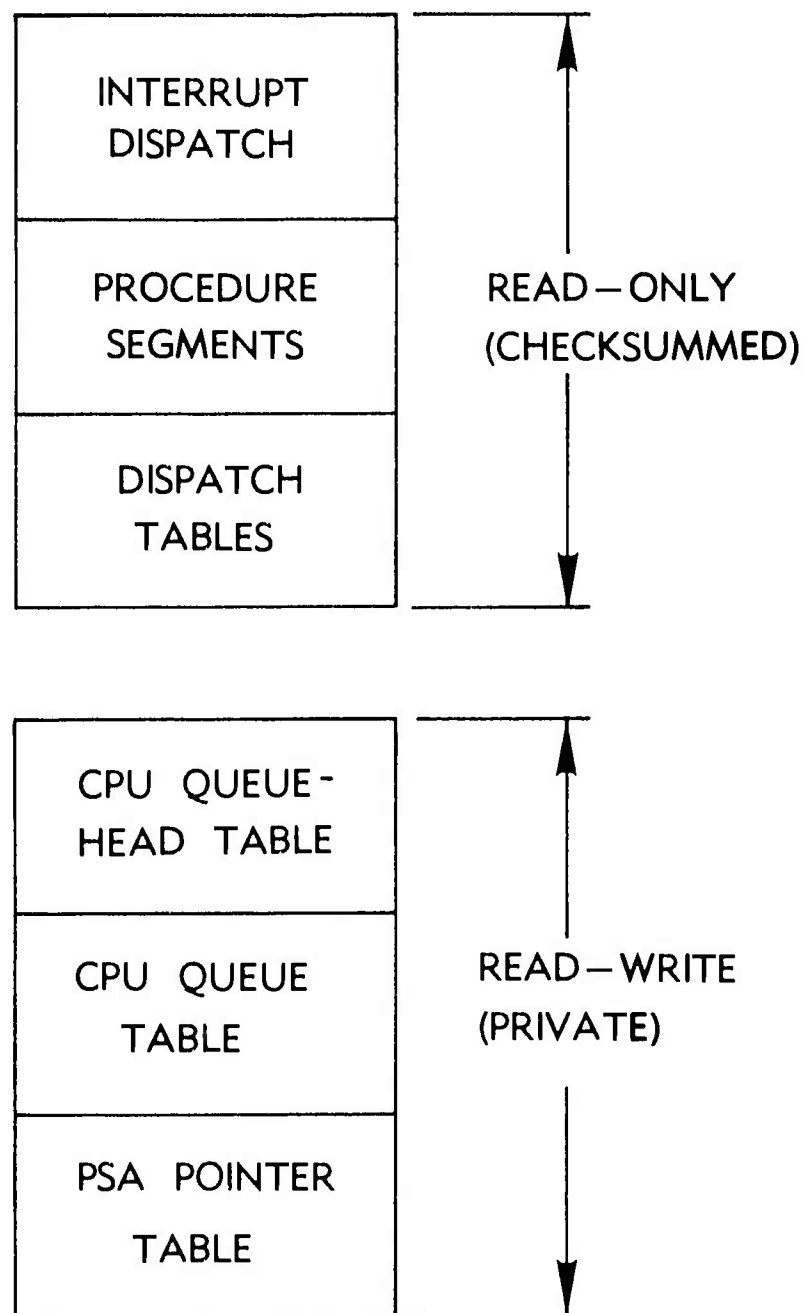 INTERRUPT
DISPATCH
PROCEDURE
SEGMENTS
DISPATCH
TABLES
READ–ONLY
(CHECKSUMMED)
CPU QUEUE-
HEAD TABLE
CPU QUEUE
TABLE
PSA POINTER
TABLE
READ–WRITE
(PRIVATE)